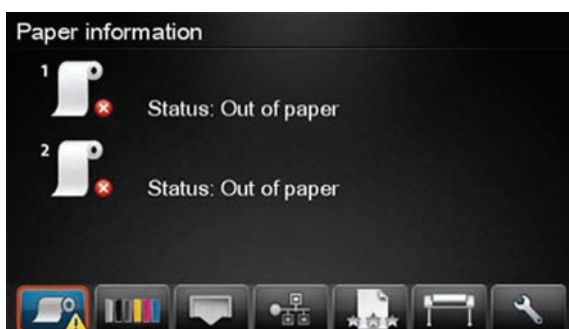 Paper information
1
Status: Out of paper
2
Status: Out of paper